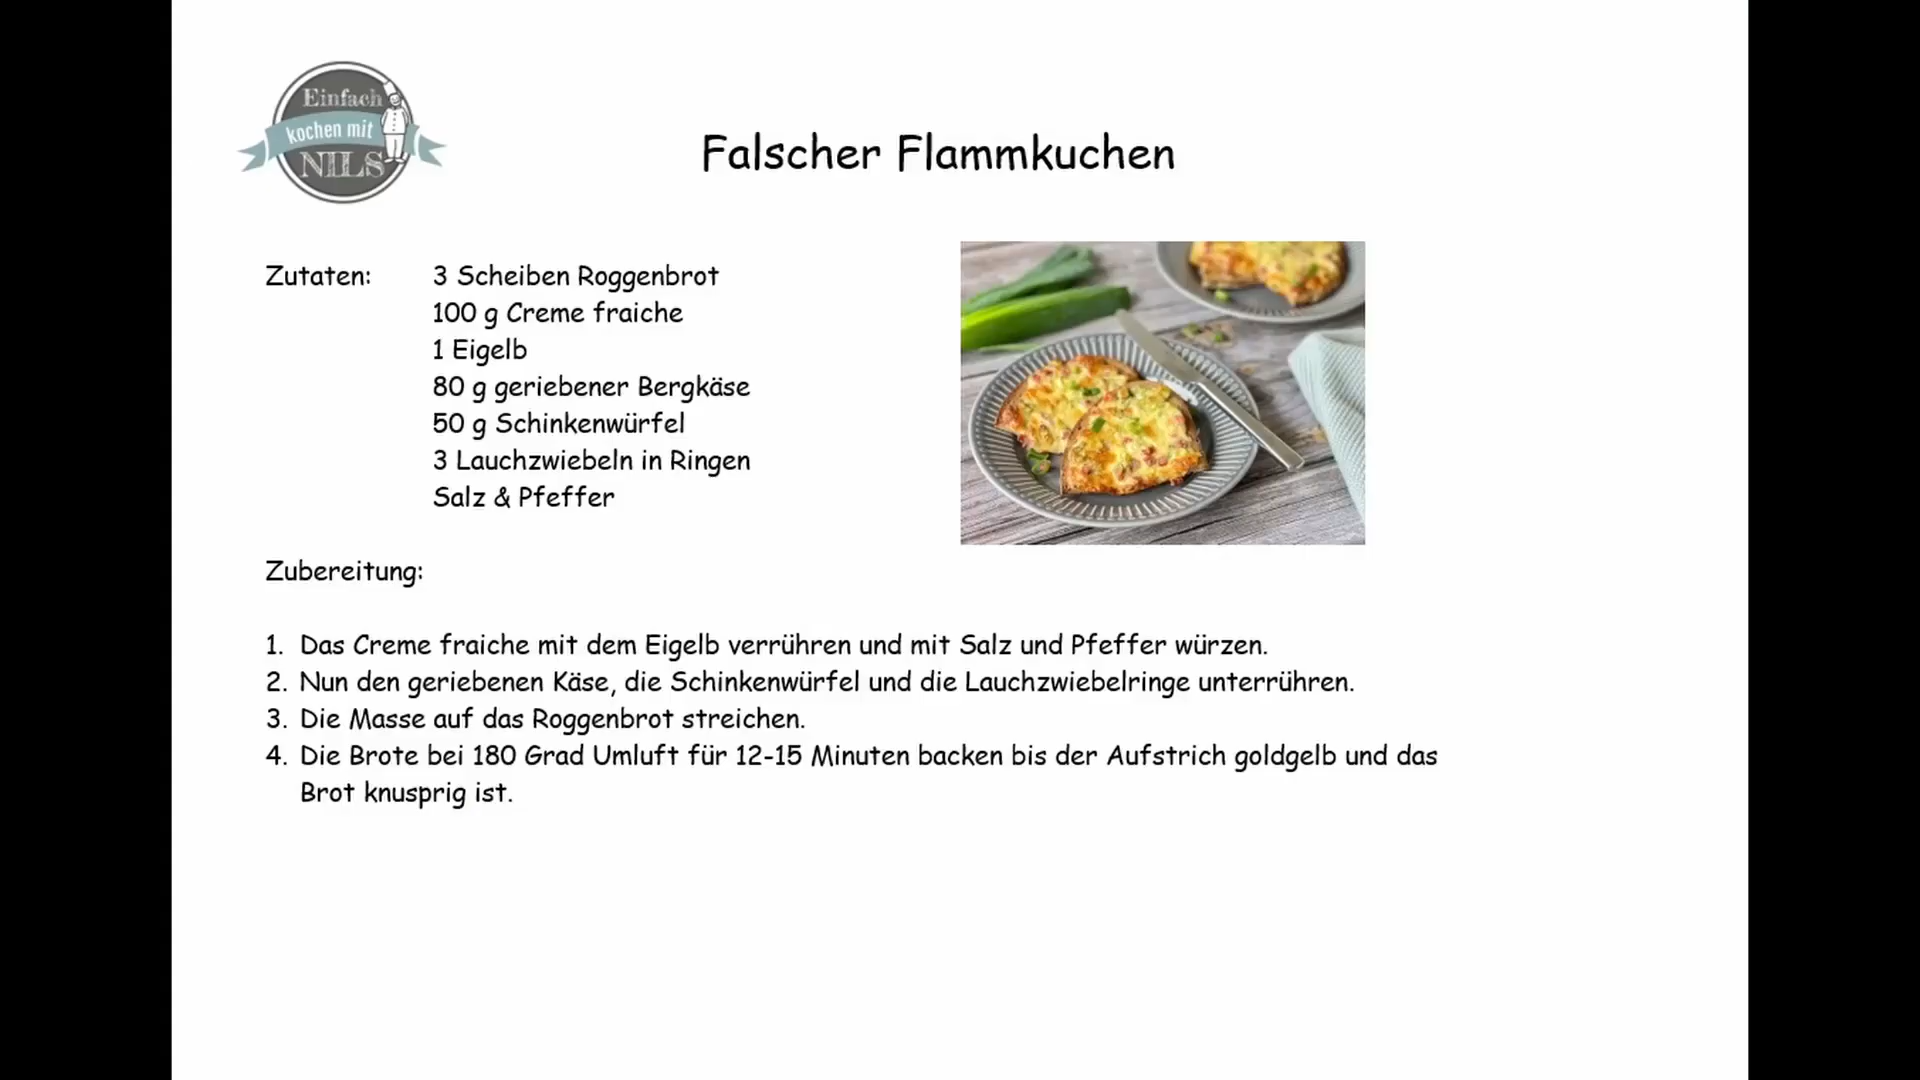 Einfach
kochen mit
NILS
Falscher Flammkuchen
Zutaten: 3 Scheiben Roggenbrot
100 g Creme fraiche
1 Eigelb
80 g geriebener Bergkäse
50 g Schinkenwürfel
3 Lauchzwiebeln in Ringen
Salz & Pfeffer
Zubereitung:
1. Das Creme fraiche mit dem Eigelb verrühren und mit Salz und Pfeffer würzen.
2. Nun den geriebenen Käse, die Schinkenwürfel und die Lauchzwiebelringe unterrühren.
3. Die Masse auf das Roggenbrot streichen.
4. Die Brote bei 180 Grad Umluft für 12-15 Minuten backen bis der Aufstrich goldgelb und das
Brot knusprig ist.